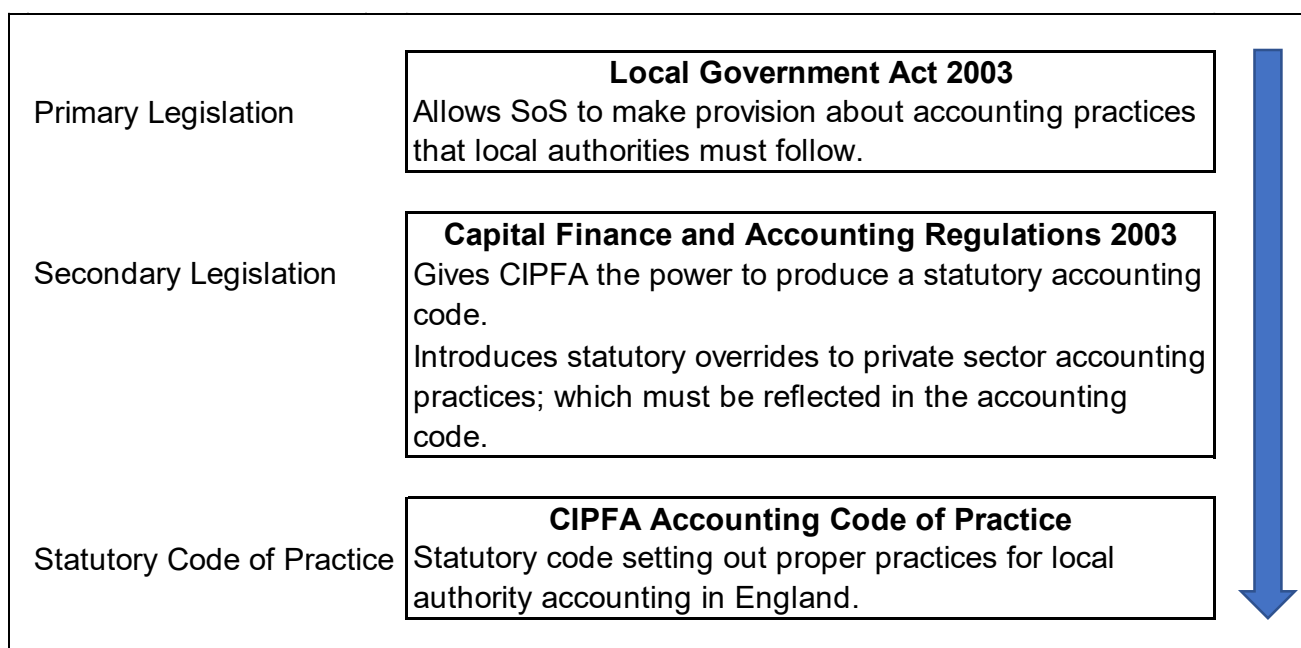 Local Government Act 2003
Primary Legislation
Allows SoS to make provision about accounting practices
that local authorities must follow.
Capital Finance and Accounting Regulations 2003
Secondary Legislation
Gives CIPFA the power to produce a statutory accounting
code.
Introduces statutory overrides to private sector accounting
practices; which must be reflected in the accounting
code.
CIPFA Accounting Code of Practice
Statutory Code of Practice
Statutory code setting out proper practices for local
authority accounting in England.